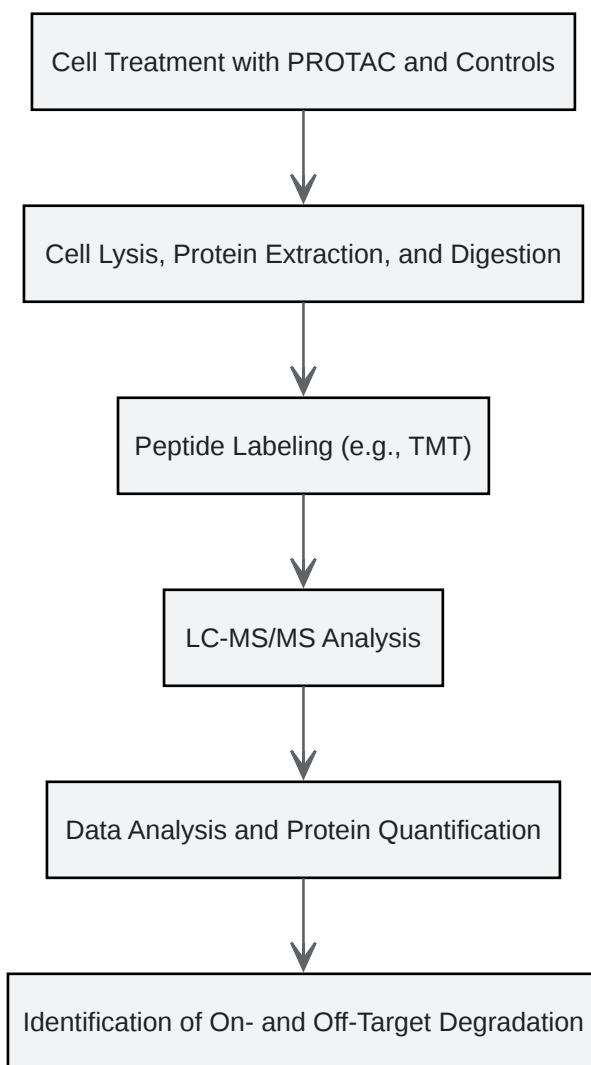 Cell Treatment with PROTAC and Controls
Cell Lysis, Protein Extraction, and Digestion
Peptide Labeling (e.g., TMT)
LC-MS/MS Analysis
Data Analysis and Protein Quantification
Identification of On- and Off-Target Degradation